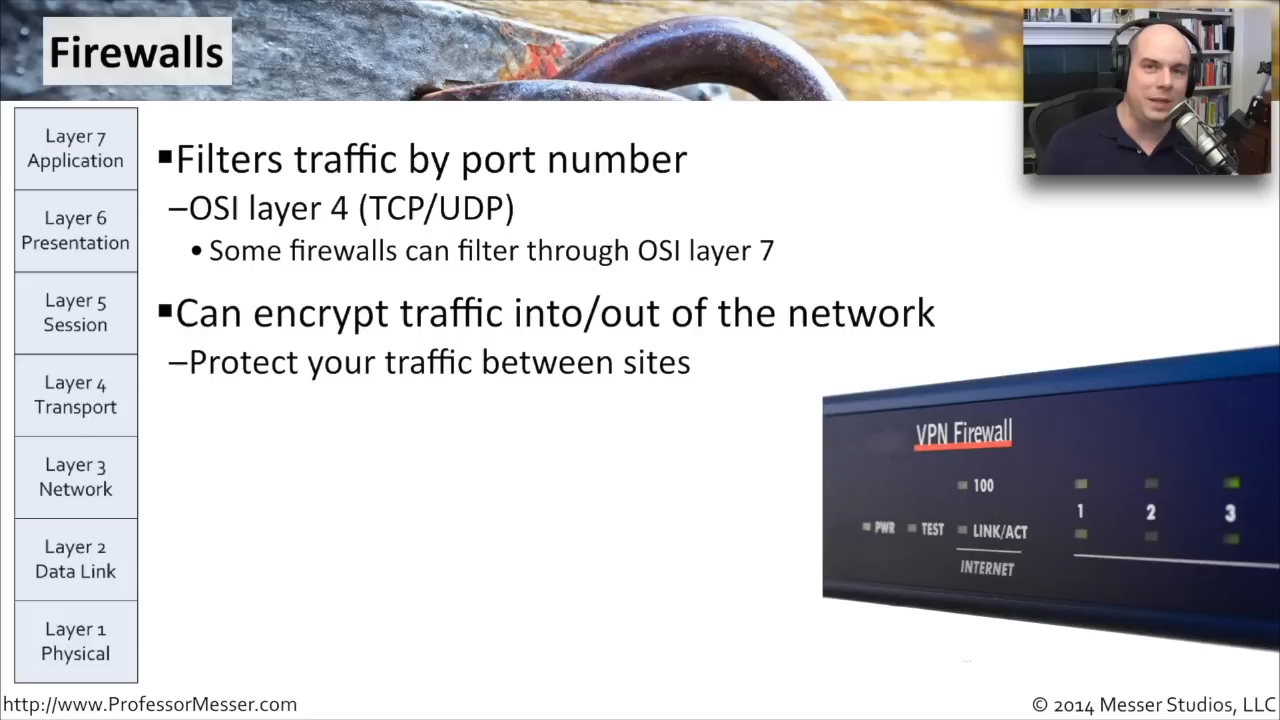 Firewalls
Layer 7
Application
Layer 6
Presentation
Layer 5
Session
Layer 4
Transport
Layer 3
Network
Layer 2
Data Link
Layer 1
Physical
▪Filters traffic by port number
–OSI layer 4 (TCP/UDP)
• Some firewalls can filter through OSI layer 7
▪Can encrypt traffic into/out of the network
–Protect your traffic between sites
VPN Firewall
100
1 2 3
PWR TEST LINK/ACT
INTERNET
http://www.ProfessorMesser.com
© 2014 Messer Studios, LLC